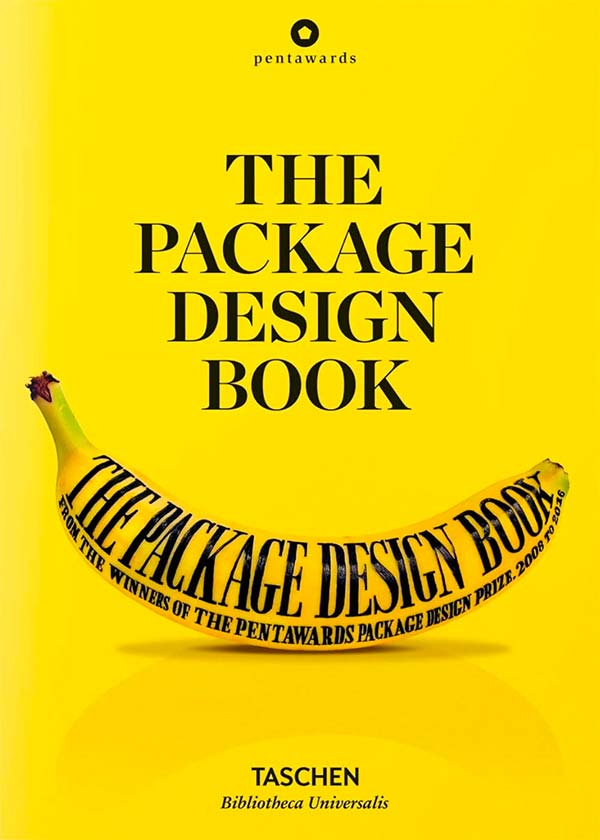 pentawards
THE
PACKAGE
DESIGN
BOOK
THE PACKAGE DESIGN BOOK
FROM THE WINNERS OF THE PENTAWARDS PACKAGE DESIGN PRIZE, 2008 TO 2016
TASCHEN
Bibliotheca Universalis